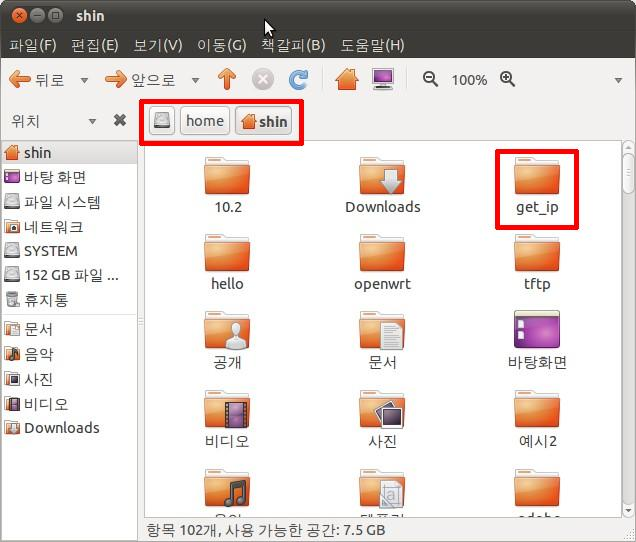 shin
파일(F) 편집(E) 보기(V) 이동(G) 책갈피(B) 도움말(H)
뒤로 앞으로 100%
위치 home shin
shin
바탕 화면
파일 시스템
네트워크
SYSTEM
152 GB 파일 ...
휴지통
문서
음악
사진
비디오
Downloads
10.2 Downloads get_ip
hello openwrt tftp
공개 문서 바탕화면
비디오 사진 예시2
항목 102개, 사용 가능한 공간: 7.5 GB